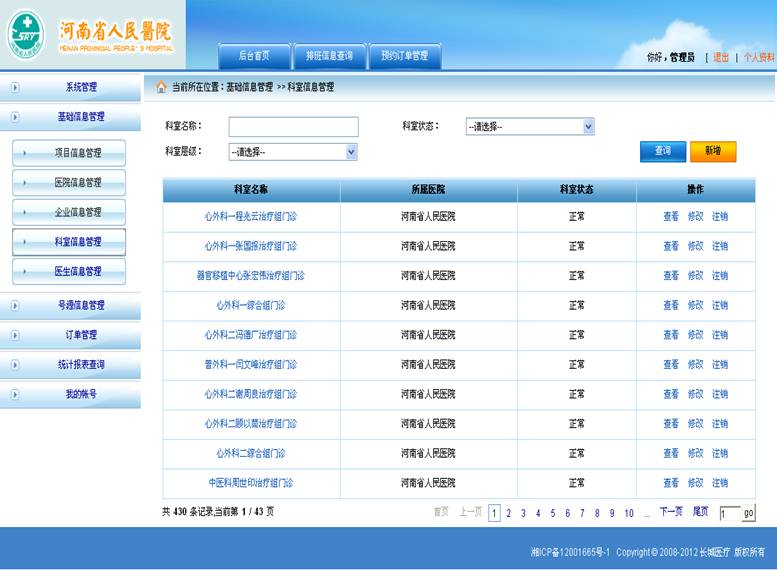 SRY
河南省人民醫院
HENAN PROVINCIAL PEOPLE'S HOSPITAL
后台首页 排班信息查询 预约订单管理
你好，管理员 [ 退出 | 个人资料
系统管理
基础信息管理
项目信息管理
医院信息管理
企业信息管理
科室信息管理
医生信息管理
号源信息管理
订单管理
统计报表查询
我的帐号
当前所在位置：基础信息管理 >> 科室信息管理
科室名称： 科室状态： --请选择--
科室层级： --请选择-- 查询 新增
科室名称 所属医院 科室状态 操作
心外科一程兆云治疗组门诊 河南省人民医院 正常 查看 修改 注销
心外科一张国报治疗组门诊 河南省人民医院 正常 查看 修改 注销
器官移植中心张宏伟治疗组门诊 河南省人民医院 正常 查看 修改 注销
心外科一综合组门诊 河南省人民医院 正常 查看 修改 注销
心外科二冯德广治疗组门诊 河南省人民医院 正常 查看 修改 注销
普外科一闫文峰治疗组门诊 河南省人民医院 正常 查看 修改 注销
心外科二谢周良治疗组门诊 河南省人民医院 正常 查看 修改 注销
心外科二顾以茼治疗组门诊 河南省人民医院 正常 查看 修改 注销
心外科二综合组门诊 河南省人民医院 正常 查看 修改 注销
中医科周世印治疗组门诊 河南省人民医院 正常 查看 修改 注销
共 430 条记录,当前第 1 / 43 页 首页 上一页 1 2 3 4 5 6 7 8 9 10 ... 下一页 尾页 1 go
湘ICP备12001665号-1 Copyright © 2008-2012 长城医疗 版权所有